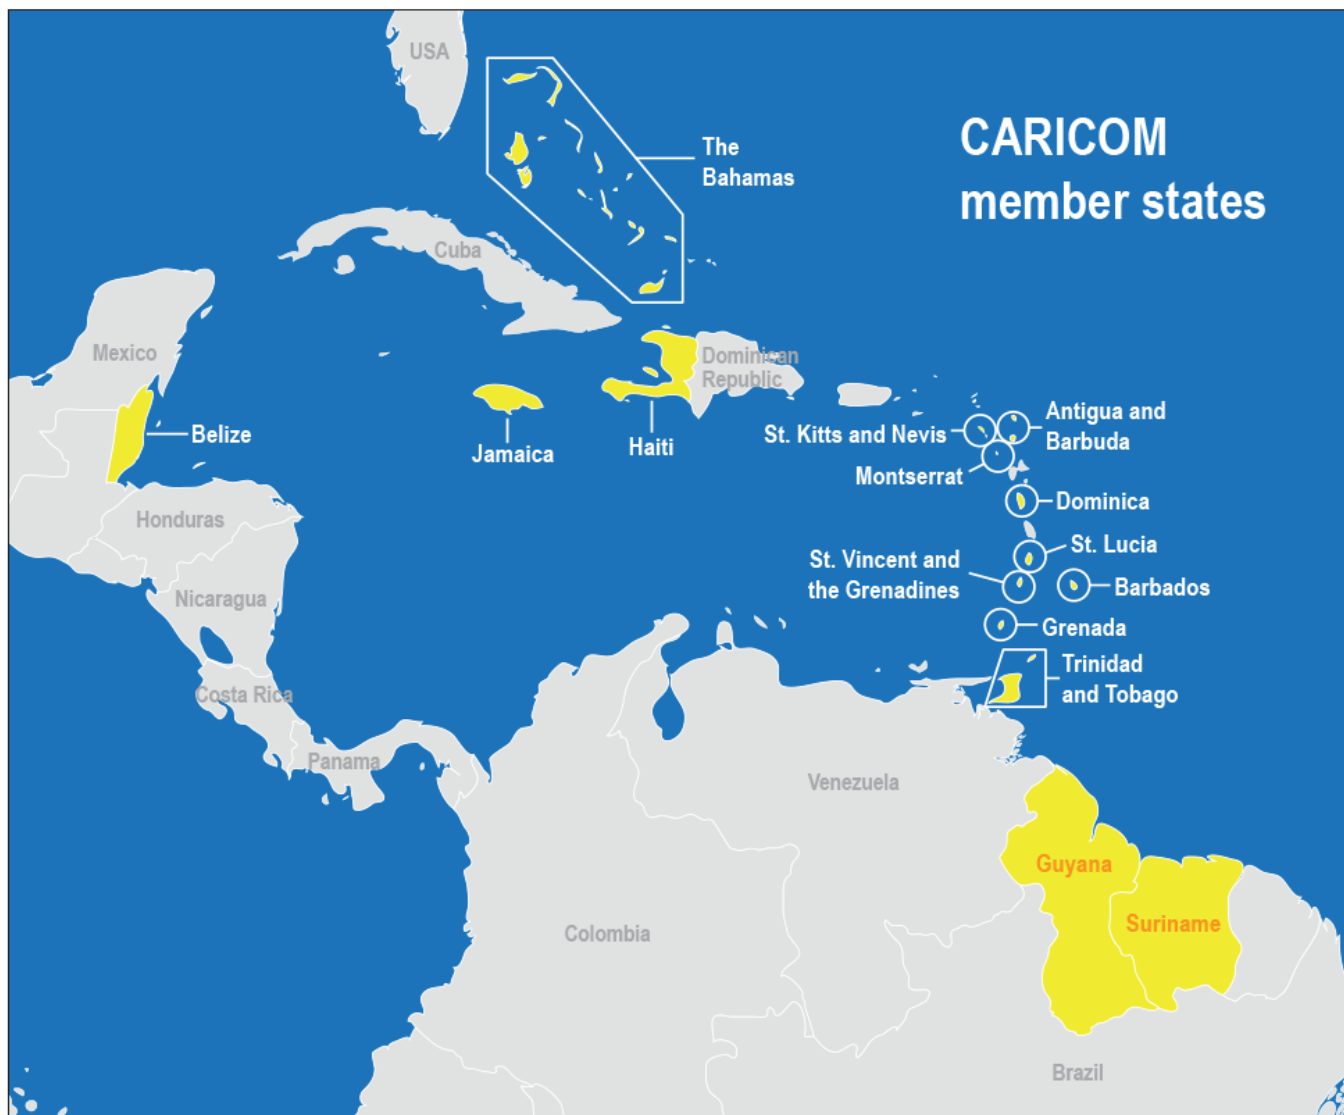 USA
CARICOM
member states
The
Bahamas
Cuba
Mexico
Dominican
Republic
Belize
Jamaica
Haiti
St. Kitts and Nevis
Antigua and
Barbuda
Montserrat
Dominica
Honduras
St. Lucia
St. Vincent and
the Grenadines
Barbados
Nicaragua
Grenada
Trinidad
and Tobago
Costa Rica
Panama
Venezuela
Guyana
Suriname
Colombia
Brazil